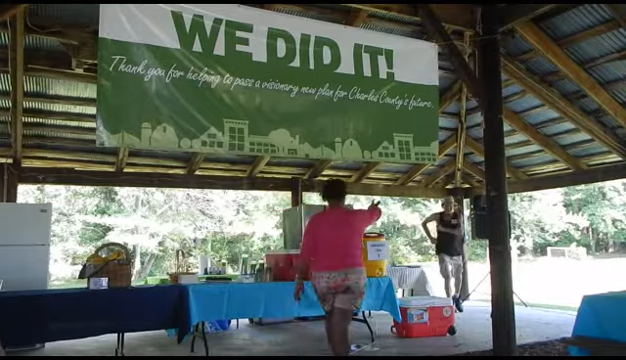 WE DID IT!
Thank you for helping to pass a visionary new plan for Charles County's future.